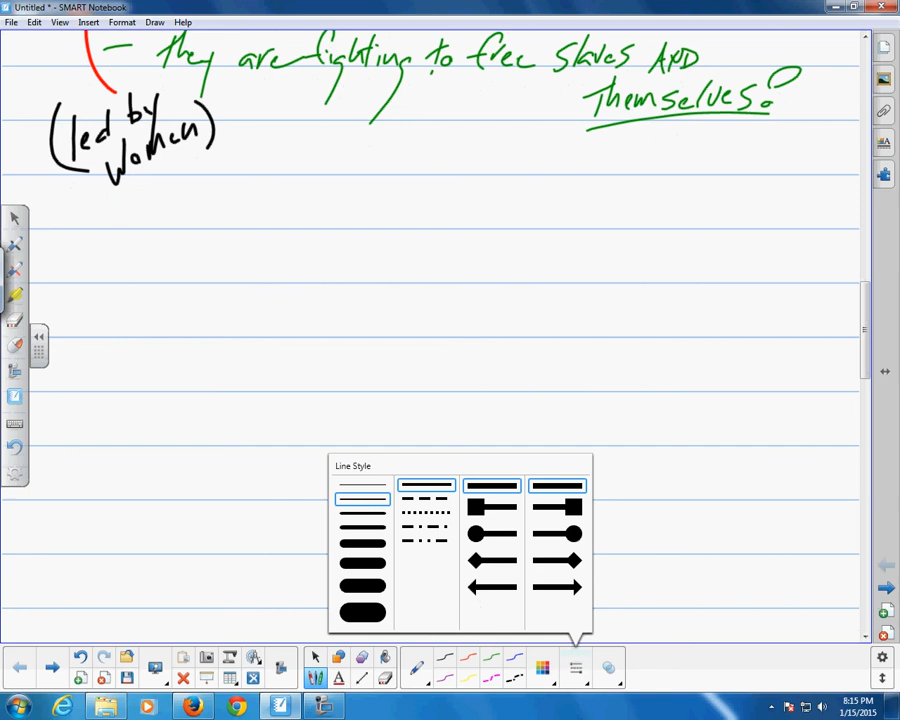 Untitled * - SMART Notebook
File Edit View Insert Format Draw Help
- they are fighting to free slaves AND
themselves?
(led by
women)
Line Style
8:15 PM
1/15/2015